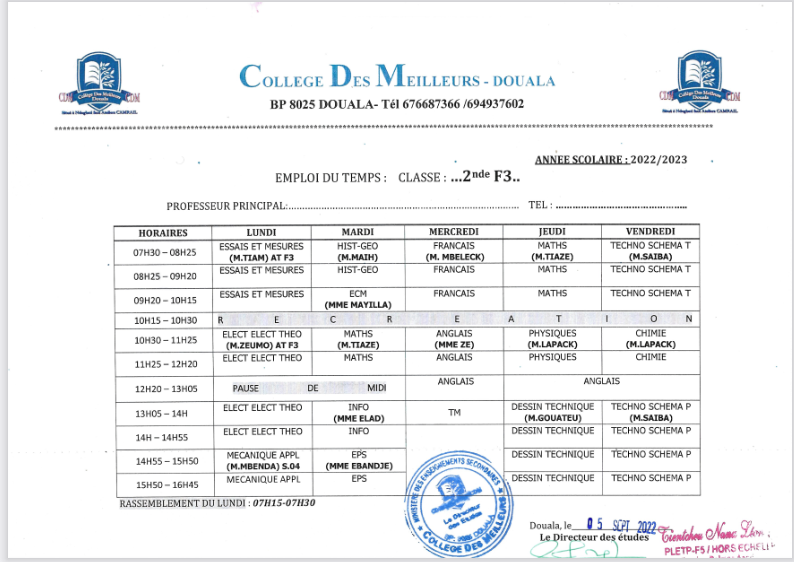 COLLEGE DES MEILLEURS - DOUALA
BP 8025 DOUALA- Tél 676687366 /694937602
ANNEE SCOLAIRE : 2022/2023
EMPLOI DU TEMPS : CLASSE : ...2nde F3..
PROFESSEUR PRINCIPAL:.......... TEL : ..........
HORAIRES LUNDI MARDI MERCREDI JEUDI VENDREDI
07H30 – 08H25 ESSAIS ET MESURES (M.TIAM) AT F3 HIST-GEO (M.MAIH) FRANCAIS (M. MBELECK) MATHS (M.TIAZE) TECHNO SCHEMA T (M.SAIBA)
08H25 – 09H20 ESSAIS ET MESURES HIST-GEO FRANCAIS MATHS TECHNO SCHEMA T
09H20 – 10H15 ESSAIS ET MESURES ECM (MME MAYILLA) FRANCAIS MATHS TECHNO SCHEMA T
10H15 – 10H30 R E C R E A T I O N
10H30 – 11H25 ELECT ELECT THEO (M.ZEUMO) AT F3 MATHS (M.TIAZE) ANGLAIS (MME ZE) PHYSIQUES (M.LAPACK) CHIMIE (M.LAPACK)
11H25 – 12H20 ELECT ELECT THEO MATHS ANGLAIS PHYSIQUES CHIMIE
12H20 – 13H05 PAUSE DE MIDI ANGLAIS ANGLAIS
13H05 – 14H ELECT ELECT THEO INFO (MME ELAD) TM DESSIN TECHNIQUE (M.GOUATEU) TECHNO SCHEMA P (M.SAIBA)
14H – 14H55 ELECT ELECT THEO INFO DESSIN TECHNIQUE TECHNO SCHEMA P
14H55 – 15H50 MECANIQUE APPL (M.MBENDA) S.04 EPS (MME EBANDJE) DESSIN TECHNIQUE TECHNO SCHEMA P
15H50 – 16H45 MECANIQUE APPL EPS DESSIN TECHNIQUE TECHNO SCHEMA P
RASSEMBLEMENT DU LUNDI : 07H15-07H30
MINISTERE DES ENSEIGNEMENTS SECONDAIRES
Le Directeur
des Etudes
COLLEGE DES MEILLEURS
Douala, le 05 SEPT 2022
Le Directeur des études
PLETP-F5 / HORS ECHELLE